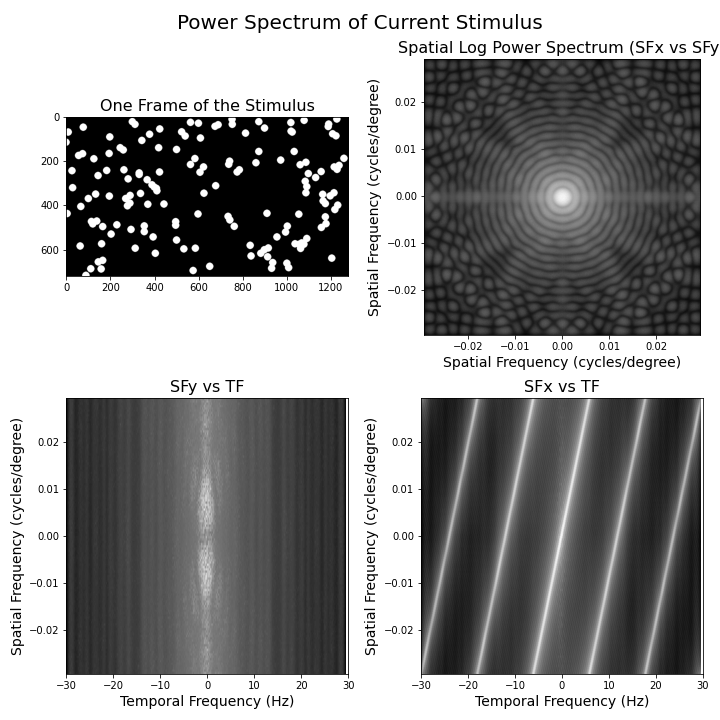 Power Spectrum of Current Stimulus
One Frame of the Stimulus
0
200
400
600
0 200 400 600 800 1000 1200
Spatial Log Power Spectrum (SFx vs SFy
Spatial Frequency (cycles/degree)
0.02
0.01
0.00
−0.01
−0.02
−0.02 −0.01 0.00 0.01 0.02
Spatial Frequency (cycles/degree)
SFy vs TF
Spatial Frequency (cycles/degree)
0.02
0.01
0.00
−0.01
−0.02
−30 −20 −10 0 10 20 30
Temporal Frequency (Hz)
SFx vs TF
Spatial Frequency (cycles/degree)
0.02
0.01
0.00
−0.01
−0.02
−30 −20 −10 0 10 20 30
Temporal Frequency (Hz)